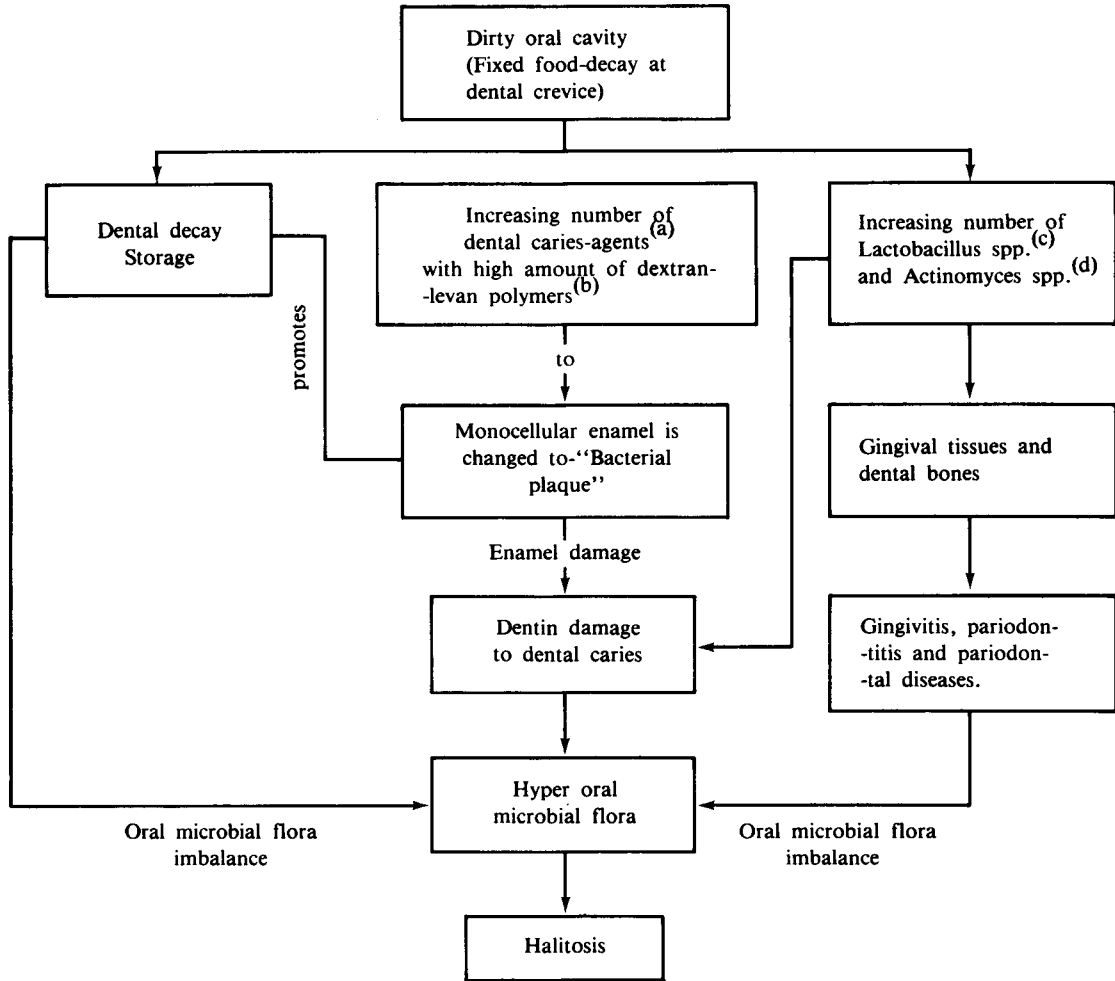 Dirty oral cavity
(Fixed food-decay at
dental crevice)
Dental decay
Storage
Increasing number of
dental caries-agents(a)
with high amount of dextran-
-levan polymers(b)
Increasing number of
Lactobacillus spp.(c)
and Actinomyces spp.(d)
promotes
to
Monocellular enamel is
changed to-“Bacterial
plaque”
Gingival tissues and
dental bones
Enamel damage
Dentin damage
to dental caries
Gingivitis, pariodon-
-titis and pariodon-
-tal diseases.
Hyper oral
microbial flora
Oral microbial flora
imbalance
Oral microbial flora
imbalance
Halitosis